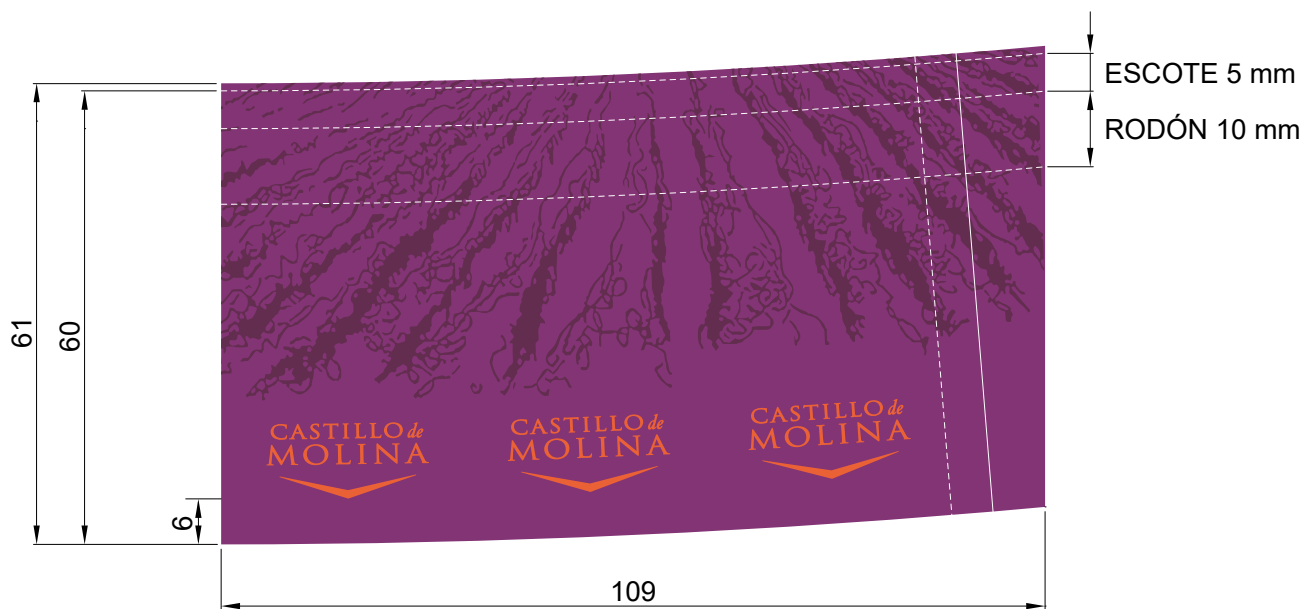 ESCOTE 5 mm
RODÓN 10 mm
61
60
6
CASTILLO de
MOLINA
CASTILLO de
MOLINA
CASTILLO de
MOLINA
109